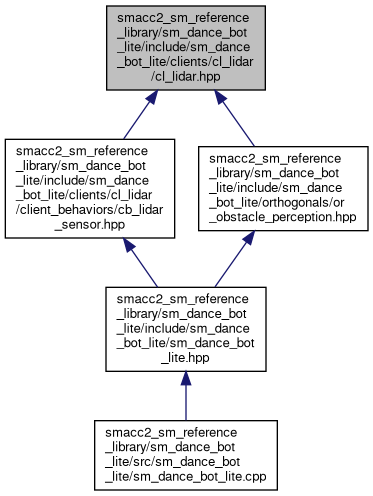 smacc2_sm_reference
_library/sm_dance_bot
_lite/include/sm_dance
_bot_lite/clients/cl_lidar
/cl_lidar.hpp
smacc2_sm_reference
_library/sm_dance_bot
_lite/include/sm_dance
_bot_lite/clients/cl_lidar
/client_behaviors/cb_lidar
_sensor.hpp
smacc2_sm_reference
_library/sm_dance_bot
_lite/include/sm_dance
_bot_lite/orthogonals/or
_obstacle_perception.hpp
smacc2_sm_reference
_library/sm_dance_bot
_lite/include/sm_dance
_bot_lite/sm_dance_bot
_lite.hpp
smacc2_sm_reference
_library/sm_dance_bot
_lite/src/sm_dance_bot
_lite/sm_dance_bot_lite.cpp